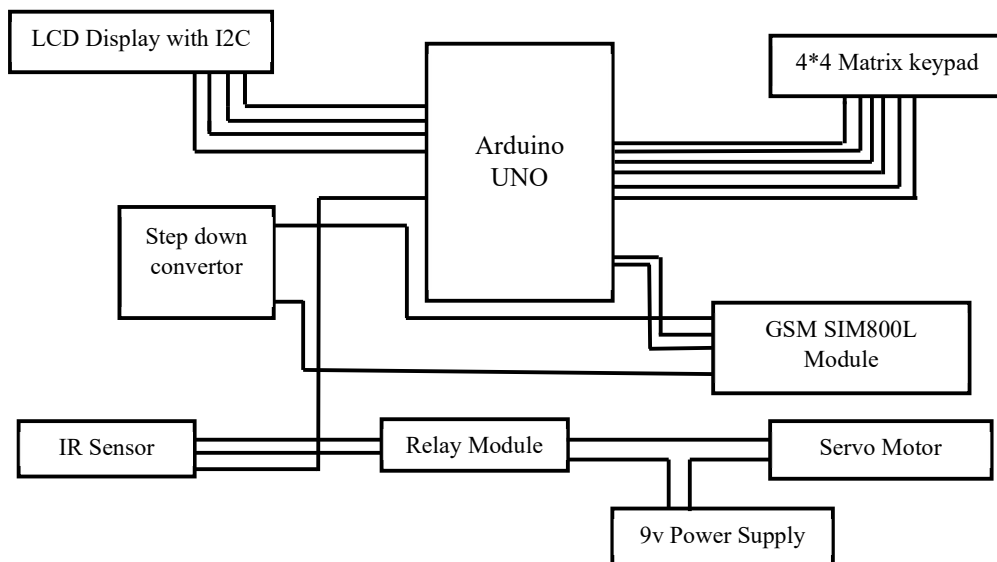 LCD Display with I2C
4*4 Matrix keypad
Arduino
UNO
Step down
convertor
GSM SIM800L
Module
IR Sensor
Relay Module
Servo Motor
9v Power Supply